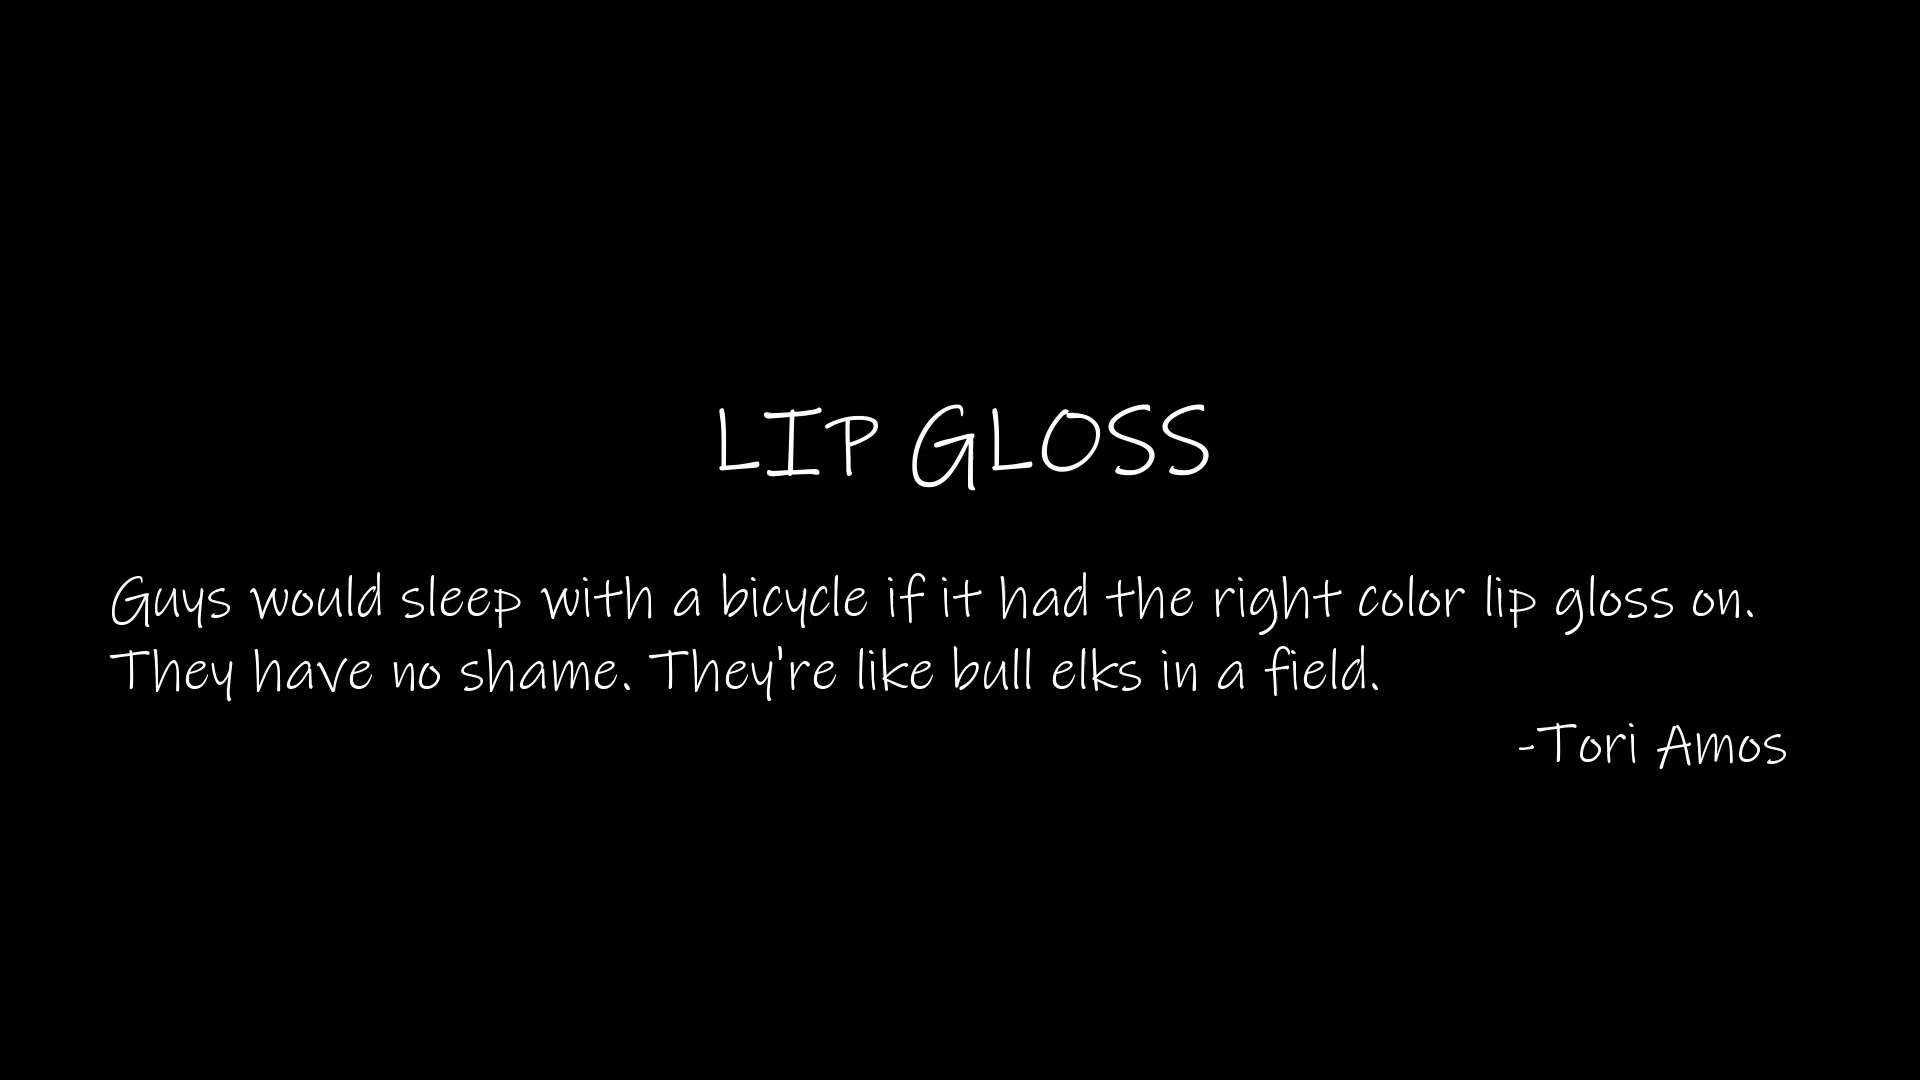 LIP GLOSS
Guys would sleep with a bicycle if it had the right color lip gloss on.
They have no shame. They're like bull elks in a field.
-Tori Amos